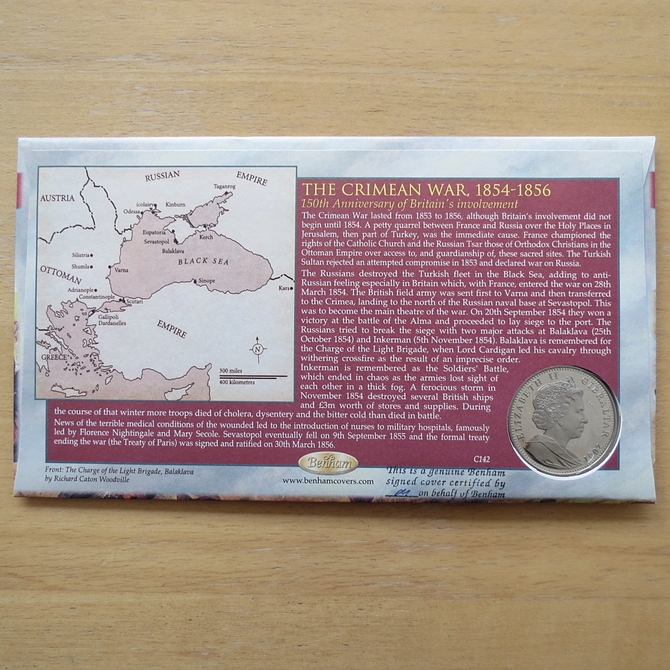 RUSSIAN EMPIRE
AUSTRIA
Taganrog
Nicolaiev
Kinburn
Odessa
Kerch
Eupatoria
Sevastopol
Balaklava
BLACK SEA
Silistria
Shumla
Varna
Sinope
OTTOMAN
Adrianople
Constantinople
Scutari
Kars
Gallipoli
Dardanelles
EMPIRE
GREECE
N
300 miles
400 kilometres
THE CRIMEAN WAR, 1854-1856
150th Anniversary of Britain's involvement
The Crimean War lasted from 1853 to 1856, although Britain's involvement did not
begin until 1854. A petty quarrel between France and Russia over the Holy Places in
Jerusalem, then part of Turkey, was the immediate cause. France championed the
rights of the Catholic Church and the Russian Tsar those of Orthodox Christians in the
Ottoman Empire over access to, and guardianship of, these sacred sites. The Turkish
Sultan rejected an attempted compromise in 1853 and declared war on Russia.
The Russians destroyed the Turkish fleet in the Black Sea, adding to anti-
Russian feeling especially in Britain which, with France, entered the war on 28th
March 1854. The British field army was sent first to Varna and then transferred
to the Crimea, landing to the north of the Russian naval base at Sevastopol. This
was to become the main theatre of the war. On 20th September 1854 they won a
victory at the battle of the Alma and proceeded to lay siege to the port. The
Russians tried to break the siege with two major attacks at Balaklava (25th
October 1854) and Inkerman (5th November 1854). Balaklava is remembered for
the Charge of the Light Brigade, when Lord Cardigan led his cavalry through
withering crossfire as the result of an imprecise order.
Inkerman is remembered as the Soldiers' Battle,
which ended in chaos as the armies lost sight of
each other in a thick fog. A ferocious storm in
November 1854 destroyed several British ships
and £3m worth of stores and supplies. During
the course of that winter more troops died of cholera, dysentery and the bitter cold than died in battle.
News of the terrible medical conditions of the wounded led to the introduction of nurses to military hospitals, famously
led by Florence Nightingale and Mary Secole. Sevastopol eventually fell on 9th September 1855 and the formal treaty
ending the war (the Treaty of Paris) was signed and ratified on 30th March 1856.
ELIZABETH II GIBRALTAR 2004
Benham
C142
Front: The Charge of the Light Brigade, Balaklava
by Richard Caton Woodville
www.benhamcovers.com
This is a genuine Benham
signed cover certified by
on behalf of Benham